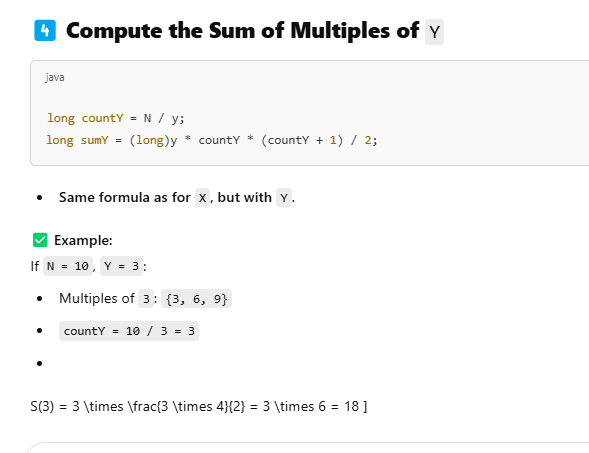 4 Compute the Sum of Multiples of Y
java
long countY = N / y;
long sumY = (long)y * countY * (countY + 1) / 2;
• Same formula as for X, but with Y.
✅ Example:
If N = 10, Y = 3:
• Multiples of 3: {3, 6, 9}
• countY = 10 / 3 = 3
•
S(3) = 3 \times \frac{3 \times 4}{2} = 3 \times 6 = 18 ]